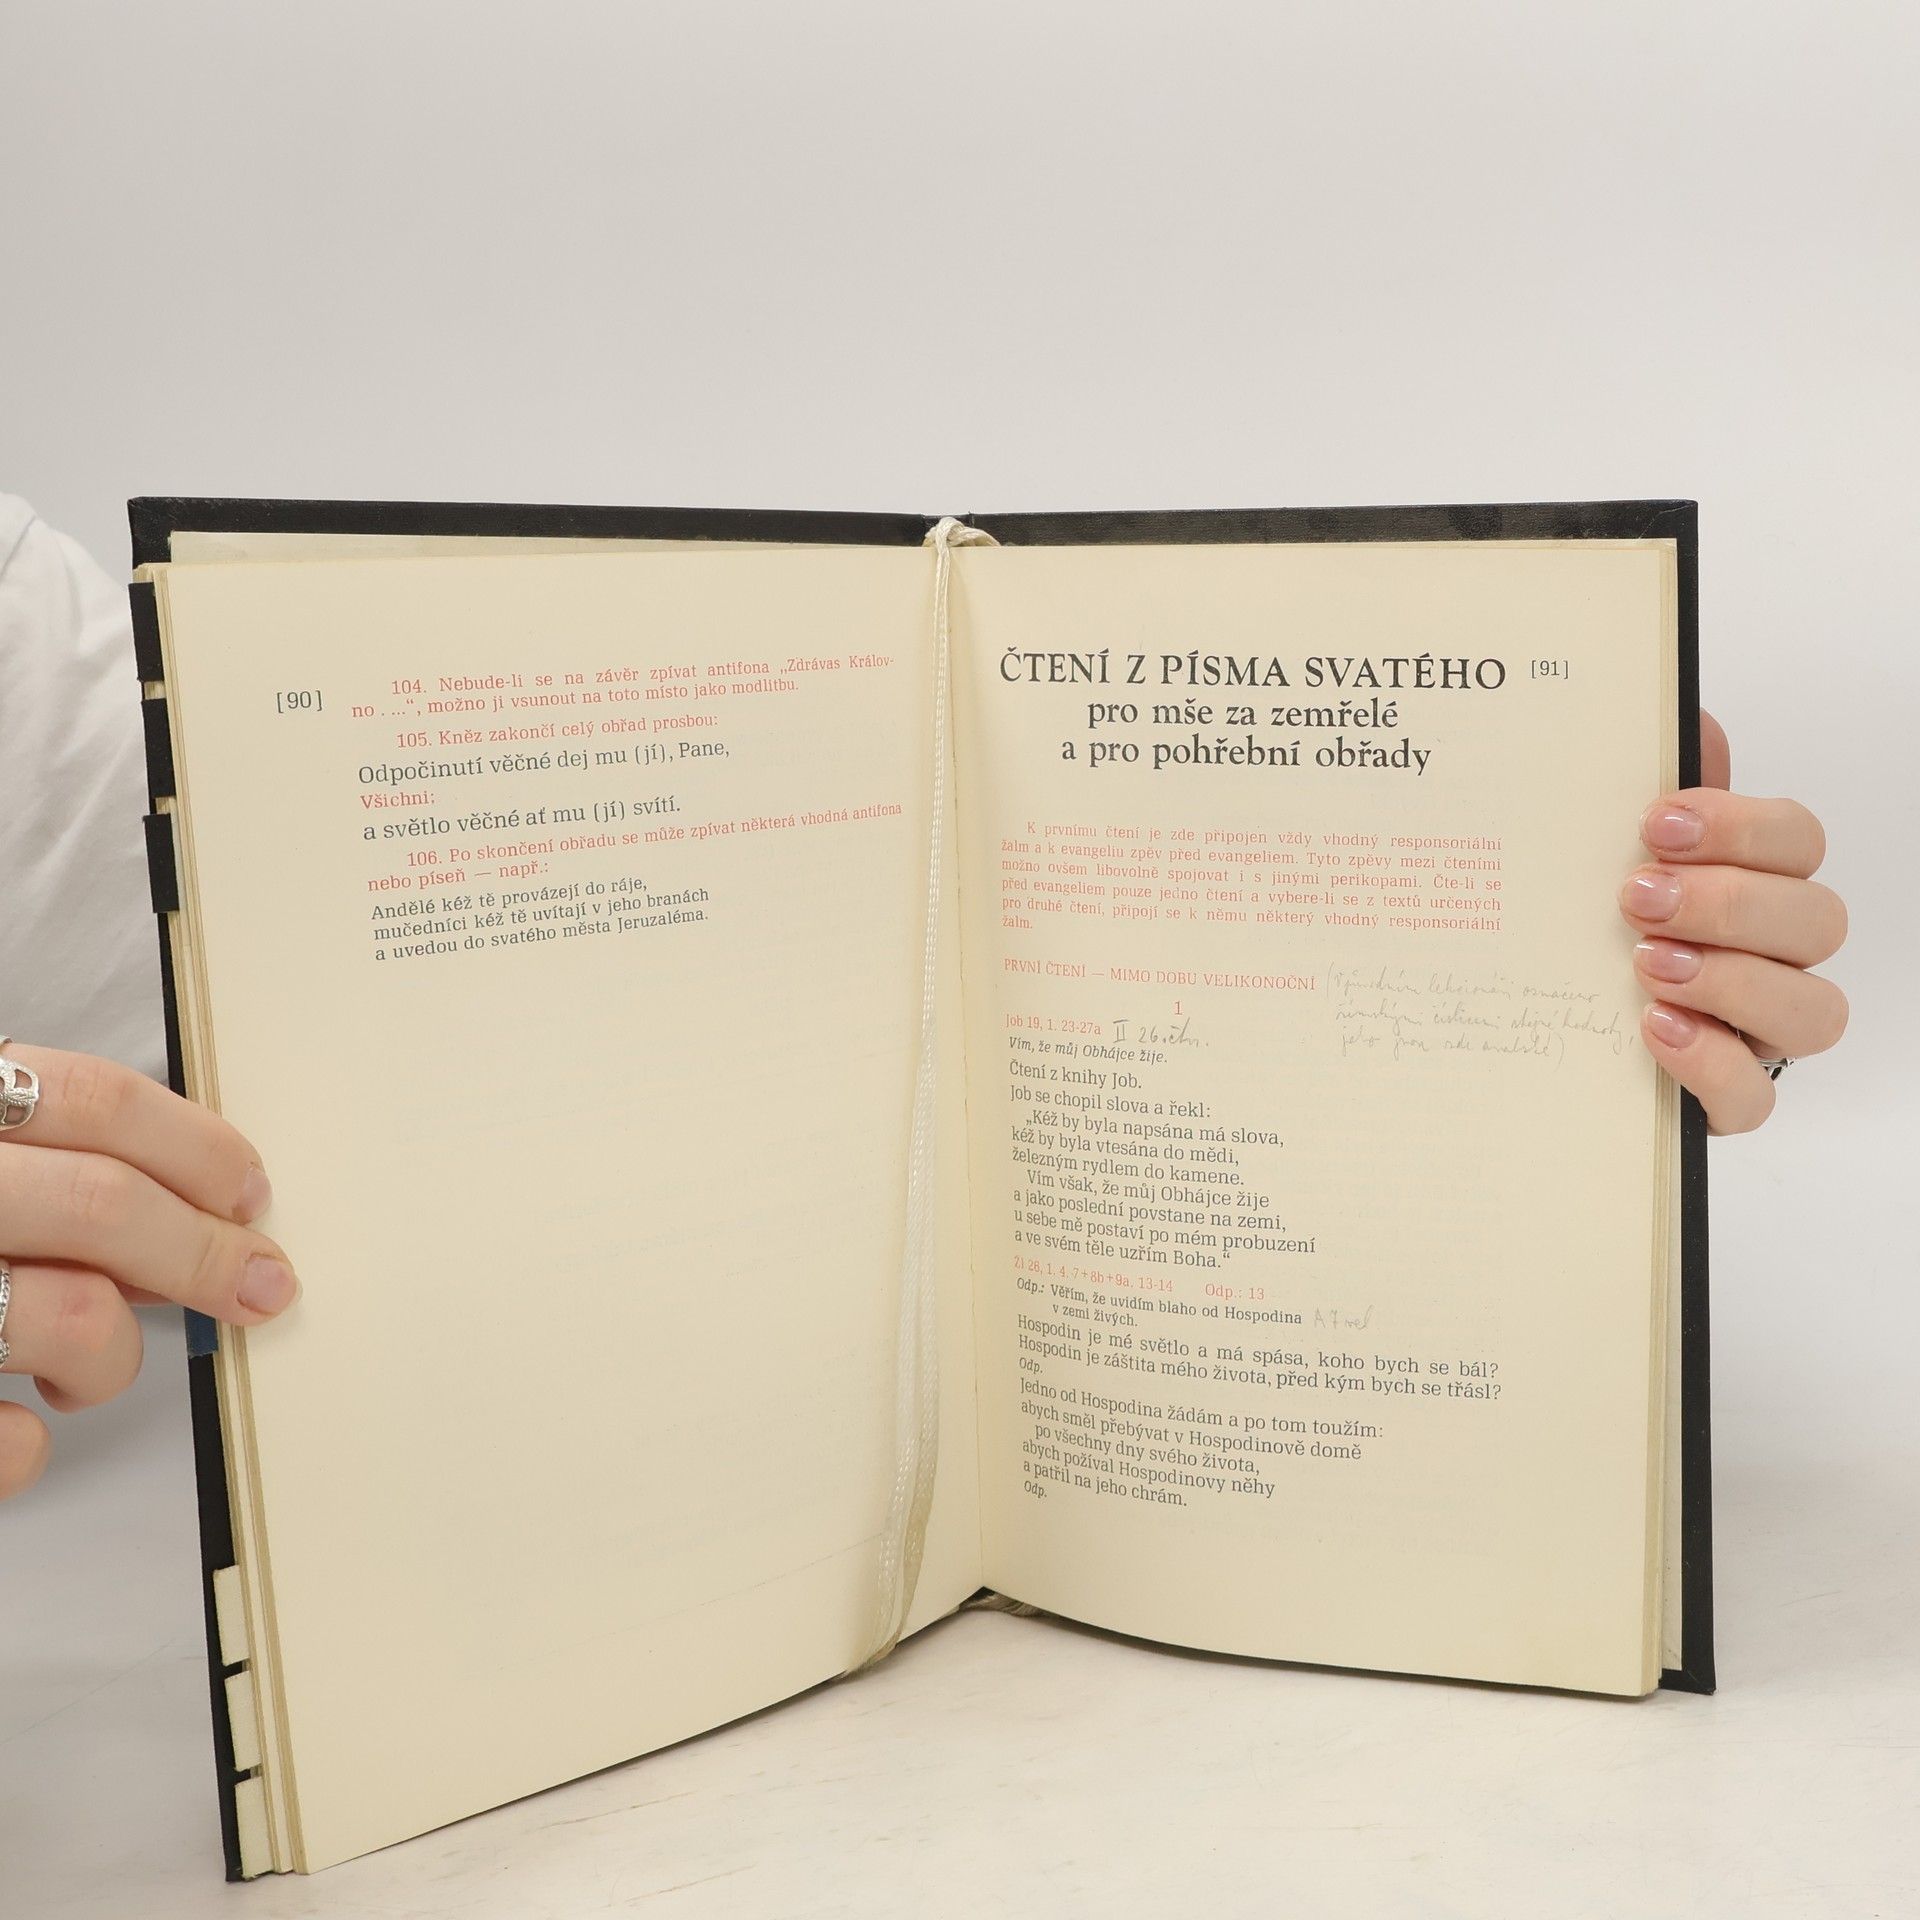 [90]
104. Nebude-li se na závěr zpívat antifona „Zdrávas Králov-
no . ...“, možno ji vsunout na toto místo jako modlitbu.
105. Kněz zakončí celý obřad prosbou:
Odpočinutí věčné dej mu (jí), Pane,
Všichni:
a světlo věčné ať mu (jí) svítí.
106. Po skončení obřadu se může zpívat některá vhodná antifona
nebo píseň — např.:
Andělé kéž tě provázejí do ráje,
mučedníci kéž tě uvítají v jeho branách
a uvedou do svatého města Jeruzaléma.
ČTENÍ Z PÍSMA SVATÉHO [91]
pro mše za zemřelé
a pro pohřební obřady
K prvnímu čtení je zde připojen vždy vhodný responsoriální
žalm a k evangeliu zpěv před evangeliem. Tyto zpěvy mezi čteními
možno ovšem libovolně spojovat i s jinými perikopami. Čte-li se
před evangeliem pouze jedno čtení a vybere-li se z textů určených
pro druhé čtení, připojí se k němu některý vhodný responsoriální
žalm.
PRVNÍ ČTENÍ — MIMO DOBU VELIKONOČNÍ (v původním lekcionáři označeno
římskými číslicemi stejné hodnoty,
1
Job 19, 1. 23-27a II 26. čtv.
Vím, že můj Obhájce žije.
Čtení z knihy Job.
Job se chopil slova a řekl:
„Kéž by byla napsána má slova,
kéž by byla vtesána do mědi,
železným rydlem do kamene.
Vím však, že můj Obhájce žije
a jako poslední povstane na zemi,
u sebe mě postaví po mém probuzení
a ve svém těle uzřím Boha.“
Žl 26, 1. 4. 7+8b+9a. 13-14 Odp.: 13
Odp.: Věřím, že uvidím blaho od Hospodina A 7 vel
v zemi živých.
Hospodin je mé světlo a má spása, koho bych se bál?
Hospodin je záštita mého života, před kým bych se třásl?
Odp.
Jedno od Hospodina žádám a po tom toužím:
abych směl přebývat v Hospodinově domě
po všechny dny svého života,
abych požíval Hospodinovy něhy
a patřil na jeho chrám.
Odp.